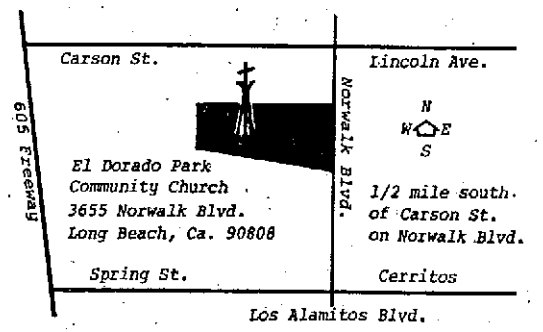 Carson St.
Lincoln Ave.
605 Freeway
Norwalk Blvd.
N
W E
S
El Dorado Park
Community Church
3655 Norwalk Blvd.
Long Beach, Ca. 90808
1/2 mile south
of Carson St.
on Norwalk Blvd.
Spring St.
Cerritos
Los Alamitos Blvd.